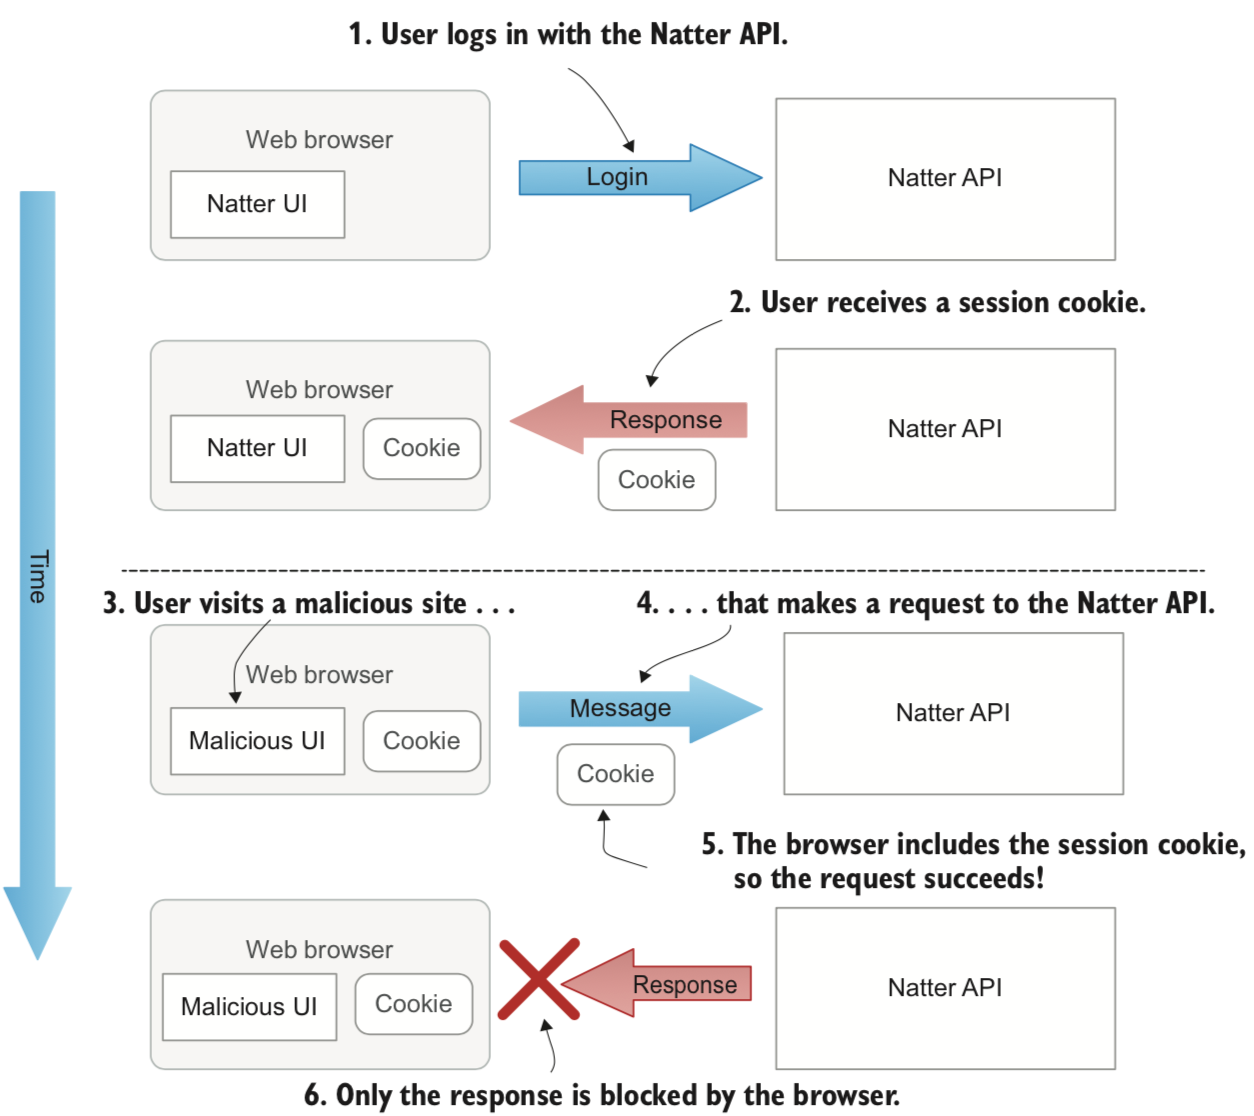 1. User logs in with the Natter API.
Web browser
Natter UI
Login
Natter API
2. User receives a session cookie.
Web browser
Natter UI
Cookie
Response
Cookie
Natter API
Time
3. User visits a malicious site . . .
4. . . . that makes a request to the Natter API.
Web browser
Malicious UI
Cookie
Message
Cookie
Natter API
5. The browser includes the session cookie,
so the request succeeds!
Web browser
Malicious UI
Cookie
Response
Natter API
6. Only the response is blocked by the browser.